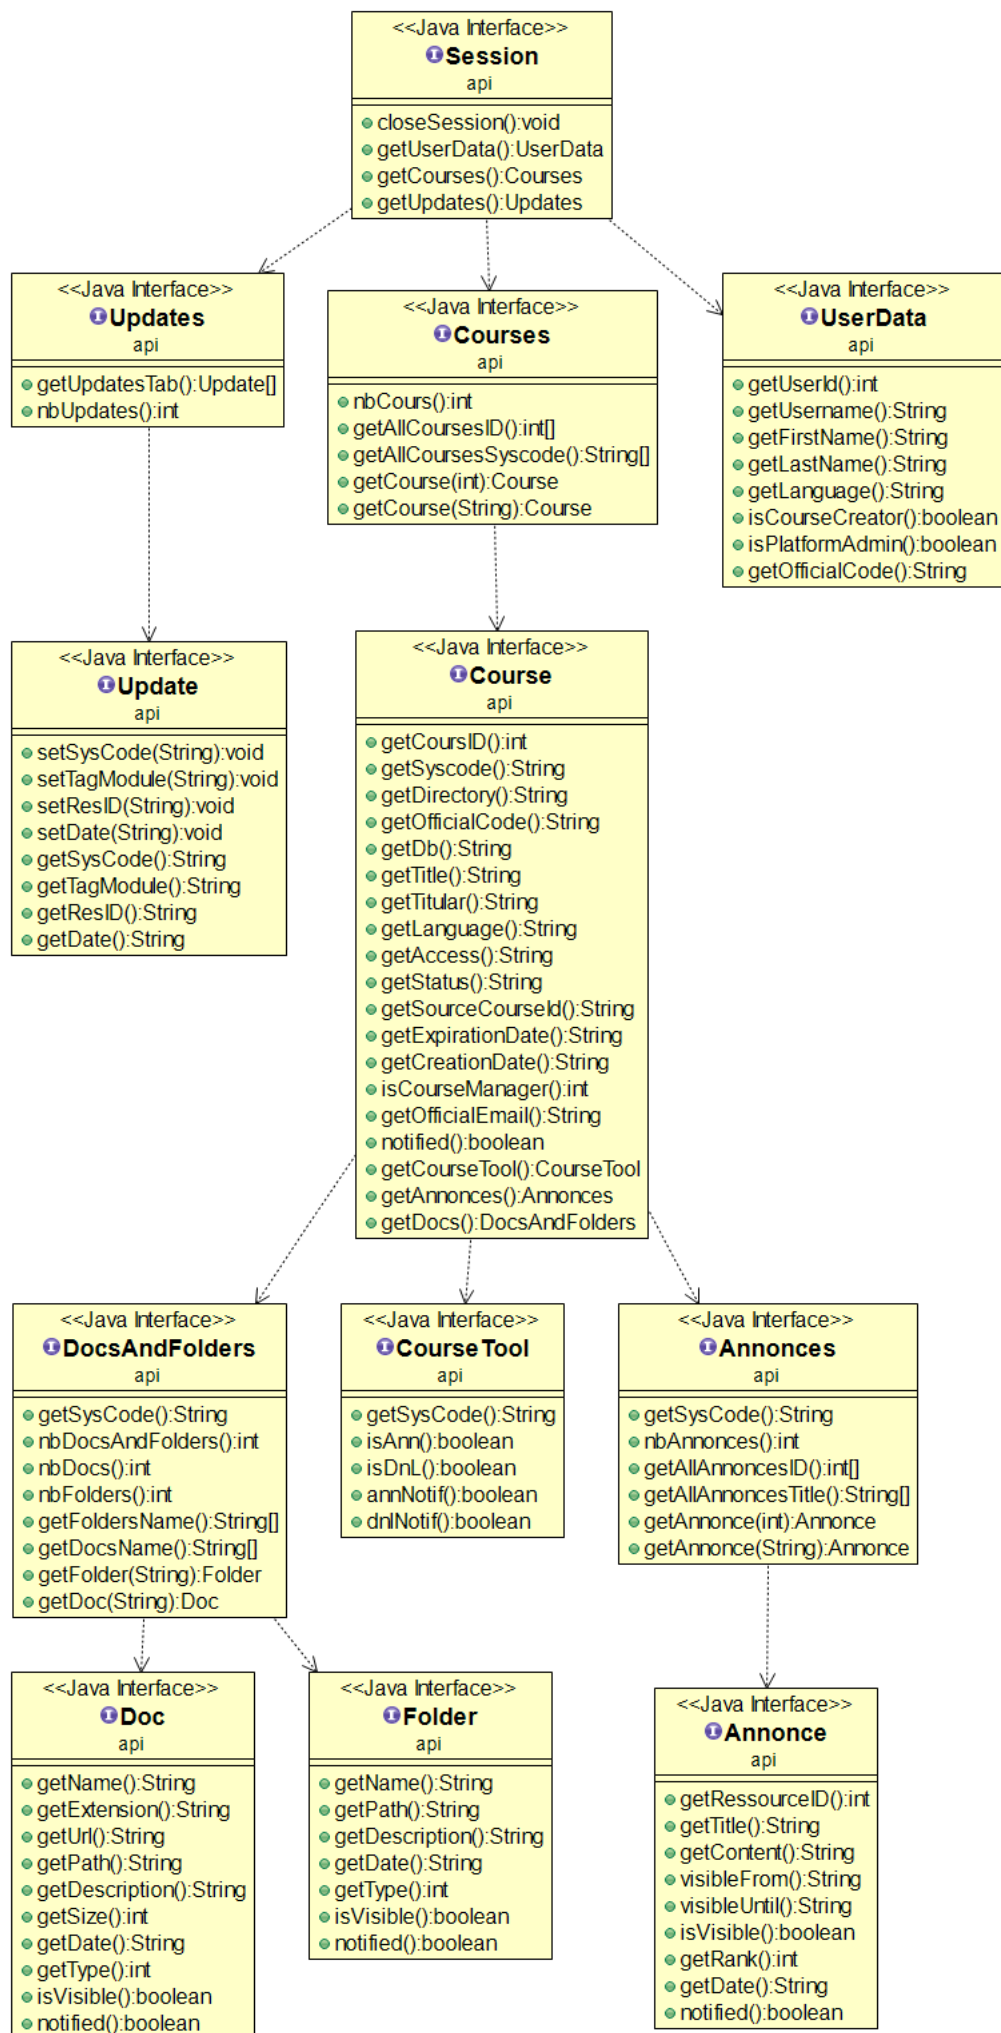 <<Java Interface>>
Session
api
closeSession():void
getUserData():UserData
getCourses():Courses
getUpdates():Updates
<<Java Interface>>
Updates
api
getUpdatesTab():Update[]
nbUpdates():int
<<Java Interface>>
Courses
api
nbCours():int
getAllCoursesID():int[]
getAllCoursesSyscode():String[]
getCourse(int):Course
getCourse(String):Course
<<Java Interface>>
UserData
api
getUserId():int
getUsername():String
getFirstName():String
getLastName():String
getLanguage():String
isCourseCreator():boolean
isPlatformAdmin():boolean
getOfficialCode():String
<<Java Interface>>
Update
api
setSysCode(String):void
setTagModule(String):void
setResID(String):void
setDate(String):void
getSysCode():String
getTagModule():String
getResID():String
getDate():String
<<Java Interface>>
Course
api
getCoursID():int
getSyscode():String
getDirectory():String
getOfficialCode():String
getDb():String
getTitle():String
getTitular():String
getLanguage():String
getAccess():String
getStatus():String
getSourceCourseId():String
getExpirationDate():String
getCreationDate():String
isCourseManager():int
getOfficialEmail():String
notified():boolean
getCourseTool():CourseTool
getAnnonces():Annonces
getDocs():DocsAndFolders
<<Java Interface>>
DocsAndFolders
api
getSysCode():String
nbDocsAndFolders():int
nbDocs():int
nbFolders():int
getFoldersName():String[]
getDocsName():String[]
getFolder(String):Folder
getDoc(String):Doc
<<Java Interface>>
CourseTool
api
getSysCode():String
isAnn():boolean
isDnL():boolean
annNotif():boolean
dnlNotif():boolean
<<Java Interface>>
Annonces
api
getSysCode():String
nbAnnonces():int
getAllAnnoncesID():int[]
getAllAnnoncesTitle():String[]
getAnnonce(int):Annonce
getAnnonce(String):Annonce
<<Java Interface>>
Doc
api
getName():String
getExtension():String
getUrl():String
getPath():String
getDescription():String
getSize():int
getDate():String
getType():int
isVisible():boolean
notified():boolean
<<Java Interface>>
Folder
api
getName():String
getPath():String
getDescription():String
getDate():String
getType():int
isVisible():boolean
notified():boolean
<<Java Interface>>
Annonce
api
getRessourceID():int
getTitle():String
getContent():String
visibleFrom():String
visibleUntil():String
isVisible():boolean
getRank():int
getDate():String
notified():boolean